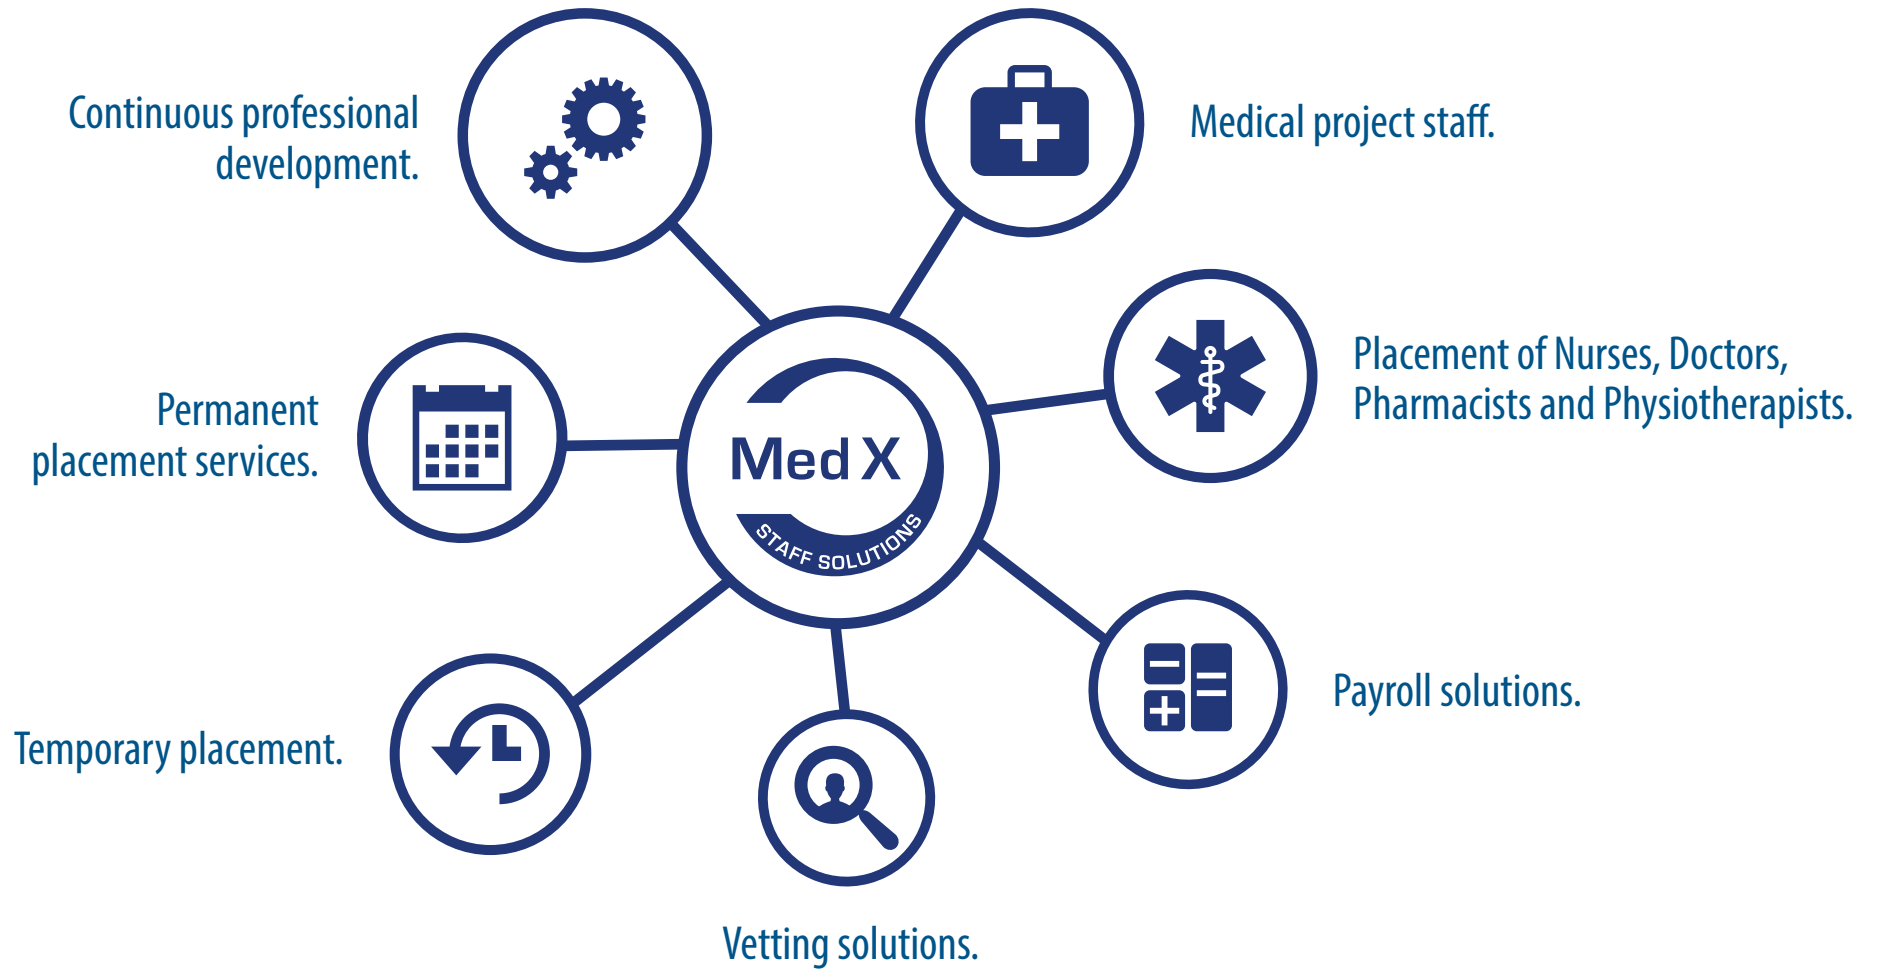 Continuous professional
development.
Medical project staff.
Placement of Nurses, Doctors,
Pharmacists and Physiotherapists.
Permanent
placement services.
Med X
STAFF SOLUTIONS
Payroll solutions.
Temporary placement.
Vetting solutions.